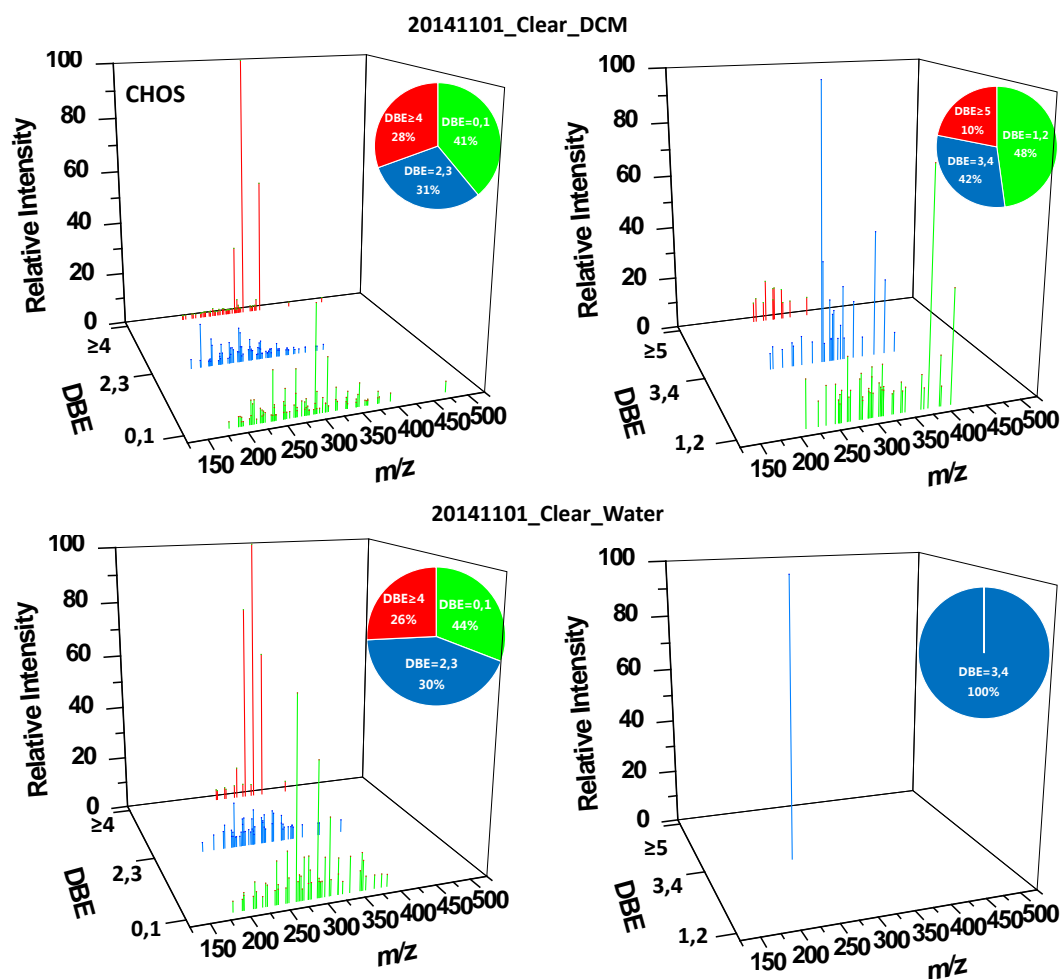 20141101_Clear_DCM
CHOS
Relative Intensity
100
80
60
40
20
0
≥4
2,3
0,1
DBE
150 200 250 300 350 400 450 500
m/z
DBE≥4
28%
DBE=0,1
41%
DBE=2,3
31%
Relative Intensity
100
80
60
40
20
0
≥5
3,4
1,2
DBE
150 200 250 300 350 400 450 500
m/z
DBE≥5
10%
DBE=1,2
48%
DBE=3,4
42%
20141101_Clear_Water
Relative Intensity
100
80
60
40
20
0
≥4
2,3
0,1
DBE
150 200 250 300 350 400 450 500
m/z
DBE≥4
26%
DBE=0,1
44%
DBE=2,3
30%
Relative Intensity
100
80
60
40
20
0
≥5
3,4
1,2
DBE
150 200 250 300 350 400 450 500
m/z
DBE=3,4
100%